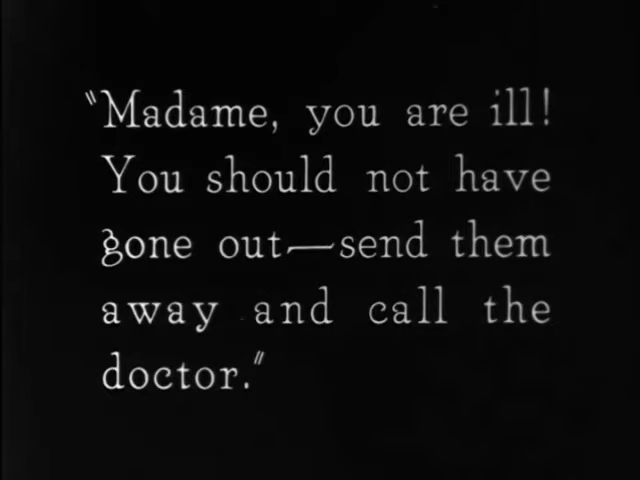 "Madame, you are ill!
You should not have
gone out—send them
away and call the
doctor."